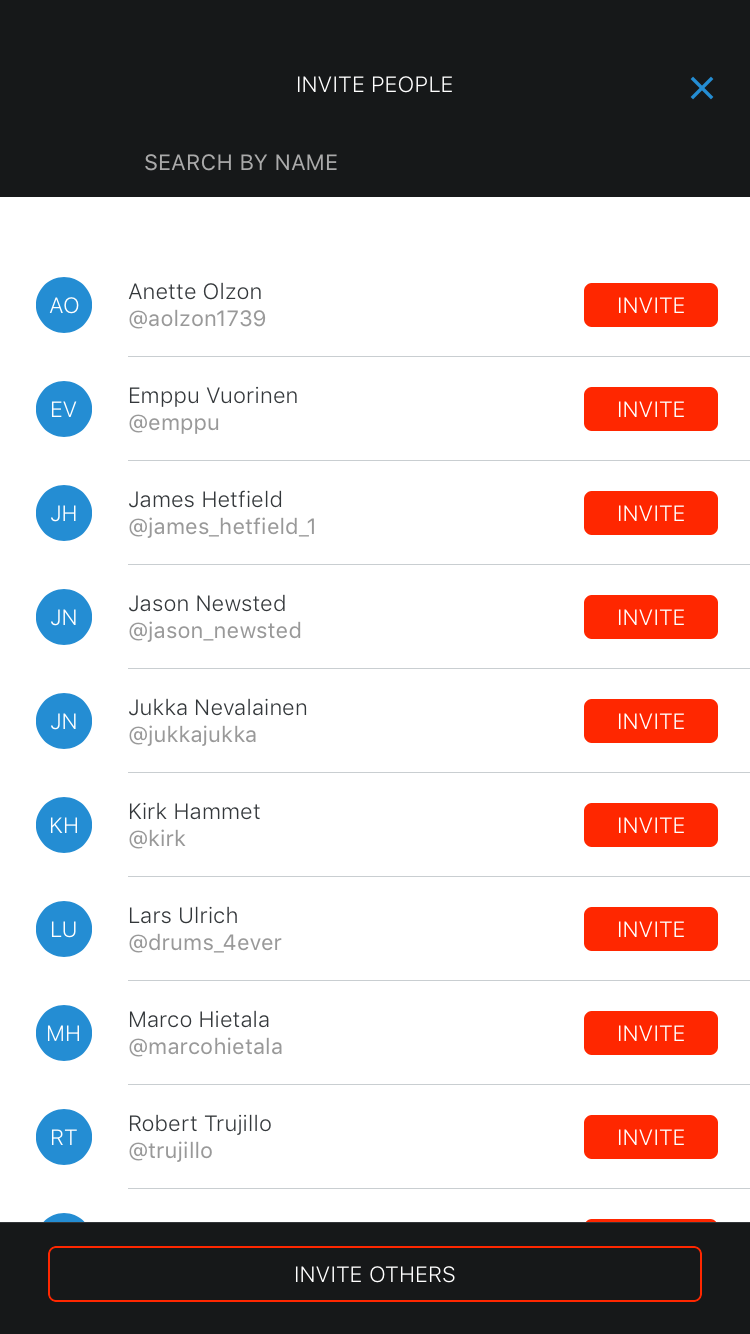 INVITE PEOPLE
SEARCH BY NAME
AO
Anette Olzon
@aolzon1739
INVITE
EV
Emppu Vuorinen
@emppu
INVITE
JH
James Hetfield
@james_hetfield_1
INVITE
JN
Jason Newsted
@jason_newsted
INVITE
JN
Jukka Nevalainen
@jukkajukka
INVITE
KH
Kirk Hammet
@kirk
INVITE
LU
Lars Ulrich
@drums_4ever
INVITE
MH
Marco Hietala
@marcohietala
INVITE
RT
Robert Trujillo
@trujillo
INVITE
INVITE OTHERS